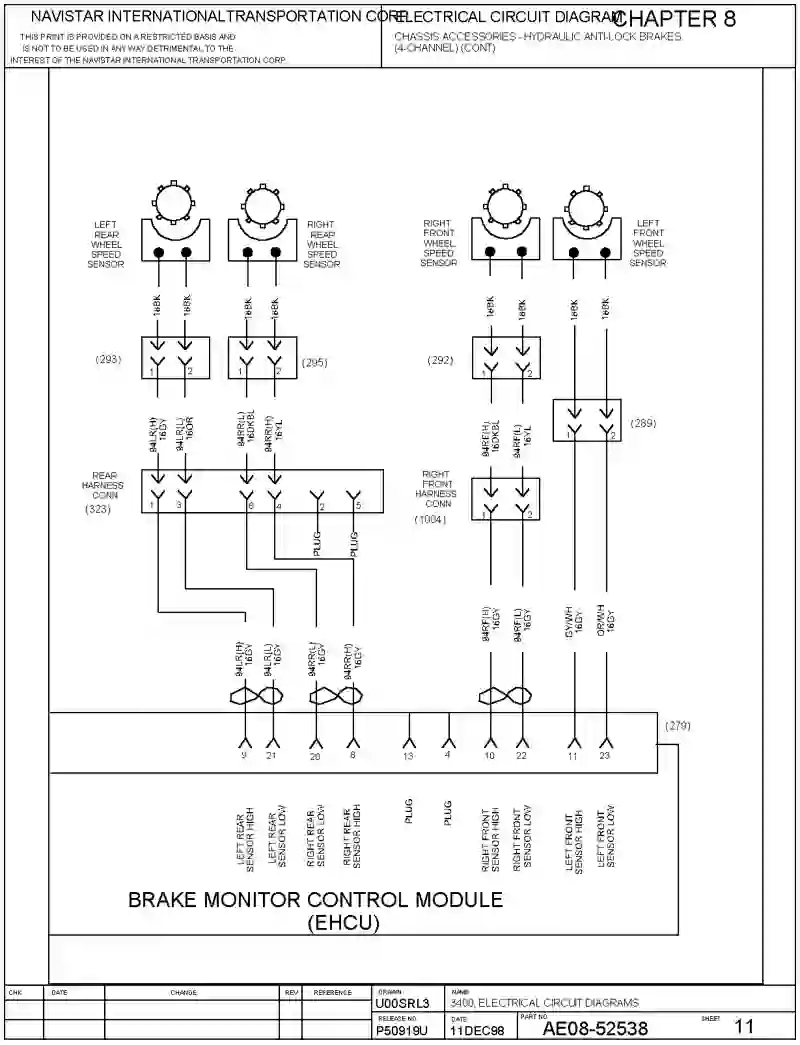 NAVISTAR INTERNATIONAL TRANSPORTATION CORP.
THIS PRINT IS PROVIDED ON A RESTRICTED BASIS AND
IS NOT TO BE USED IN ANY WAY DETRIMENTAL TO THE
INTEREST OF THE NAVISTAR INTERNATIONAL TRANSPORTATION CORP.
ELECTRICAL CIRCUIT DIAGRAM
CHAPTER 8
CHASSIS ACCESSORIES - HYDRAULIC ANTI-LOCK BRAKES
(4-CHANNEL) (CONT)
LEFT
REAR
WHEEL
SPEED
SENSOR
RIGHT
REAR
WHEEL
SPEED
SENSOR
RIGHT
FRONT
WHEEL
SPEED
SENSOR
LEFT
FRONT
WHEEL
SPEED
SENSOR
16BK 16BK 16BK 16BK 16BK 16BK 16BK
(293) 1 2 1 2 (295)
(292) 1 2
1 2 (289)
94LR(H)
16GY
94LR(L)
16OR
94RR(L)
16DKBL
94RR(H)
16YL
94RF(H)
16DKBL
94RF(L)
16YL
REAR
HARNESS
CONN
(323)
1 3 6 4 2 5
PLUG PLUG
RIGHT
FRONT
HARNESS
CONN
(1004)
1 2
94LR(H)
16GY
94LR(L)
16GY
94RR(L)
16GY
94RR(H)
16GY
94RF(H)
16GY
94RF(L)
16GY
GY/WH
16GY
OR/WH
16GY
(279)
9 21 20 8 13 4 10 22 11 23
LEFT REAR
SENSOR HIGH
LEFT REAR
SENSOR LOW
RIGHT REAR
SENSOR LOW
RIGHT REAR
SENSOR HIGH
PLUG
PLUG
RIGHT FRONT
SENSOR HIGH
RIGHT FRONT
SENSOR LOW
LEFT FRONT
SENSOR HIGH
LEFT FRONT
SENSOR LOW
BRAKE MONITOR CONTROL MODULE
(EHCU)
CHK DATE CHANGE REV REFERENCE
DRAWN
U00SRL3
NAME
3400, ELECTRICAL CIRCUIT DIAGRAMS
RELEASE NO.
P50919U
DATE
11DEC98
PART NO.
AE08-52538
SHEET 11